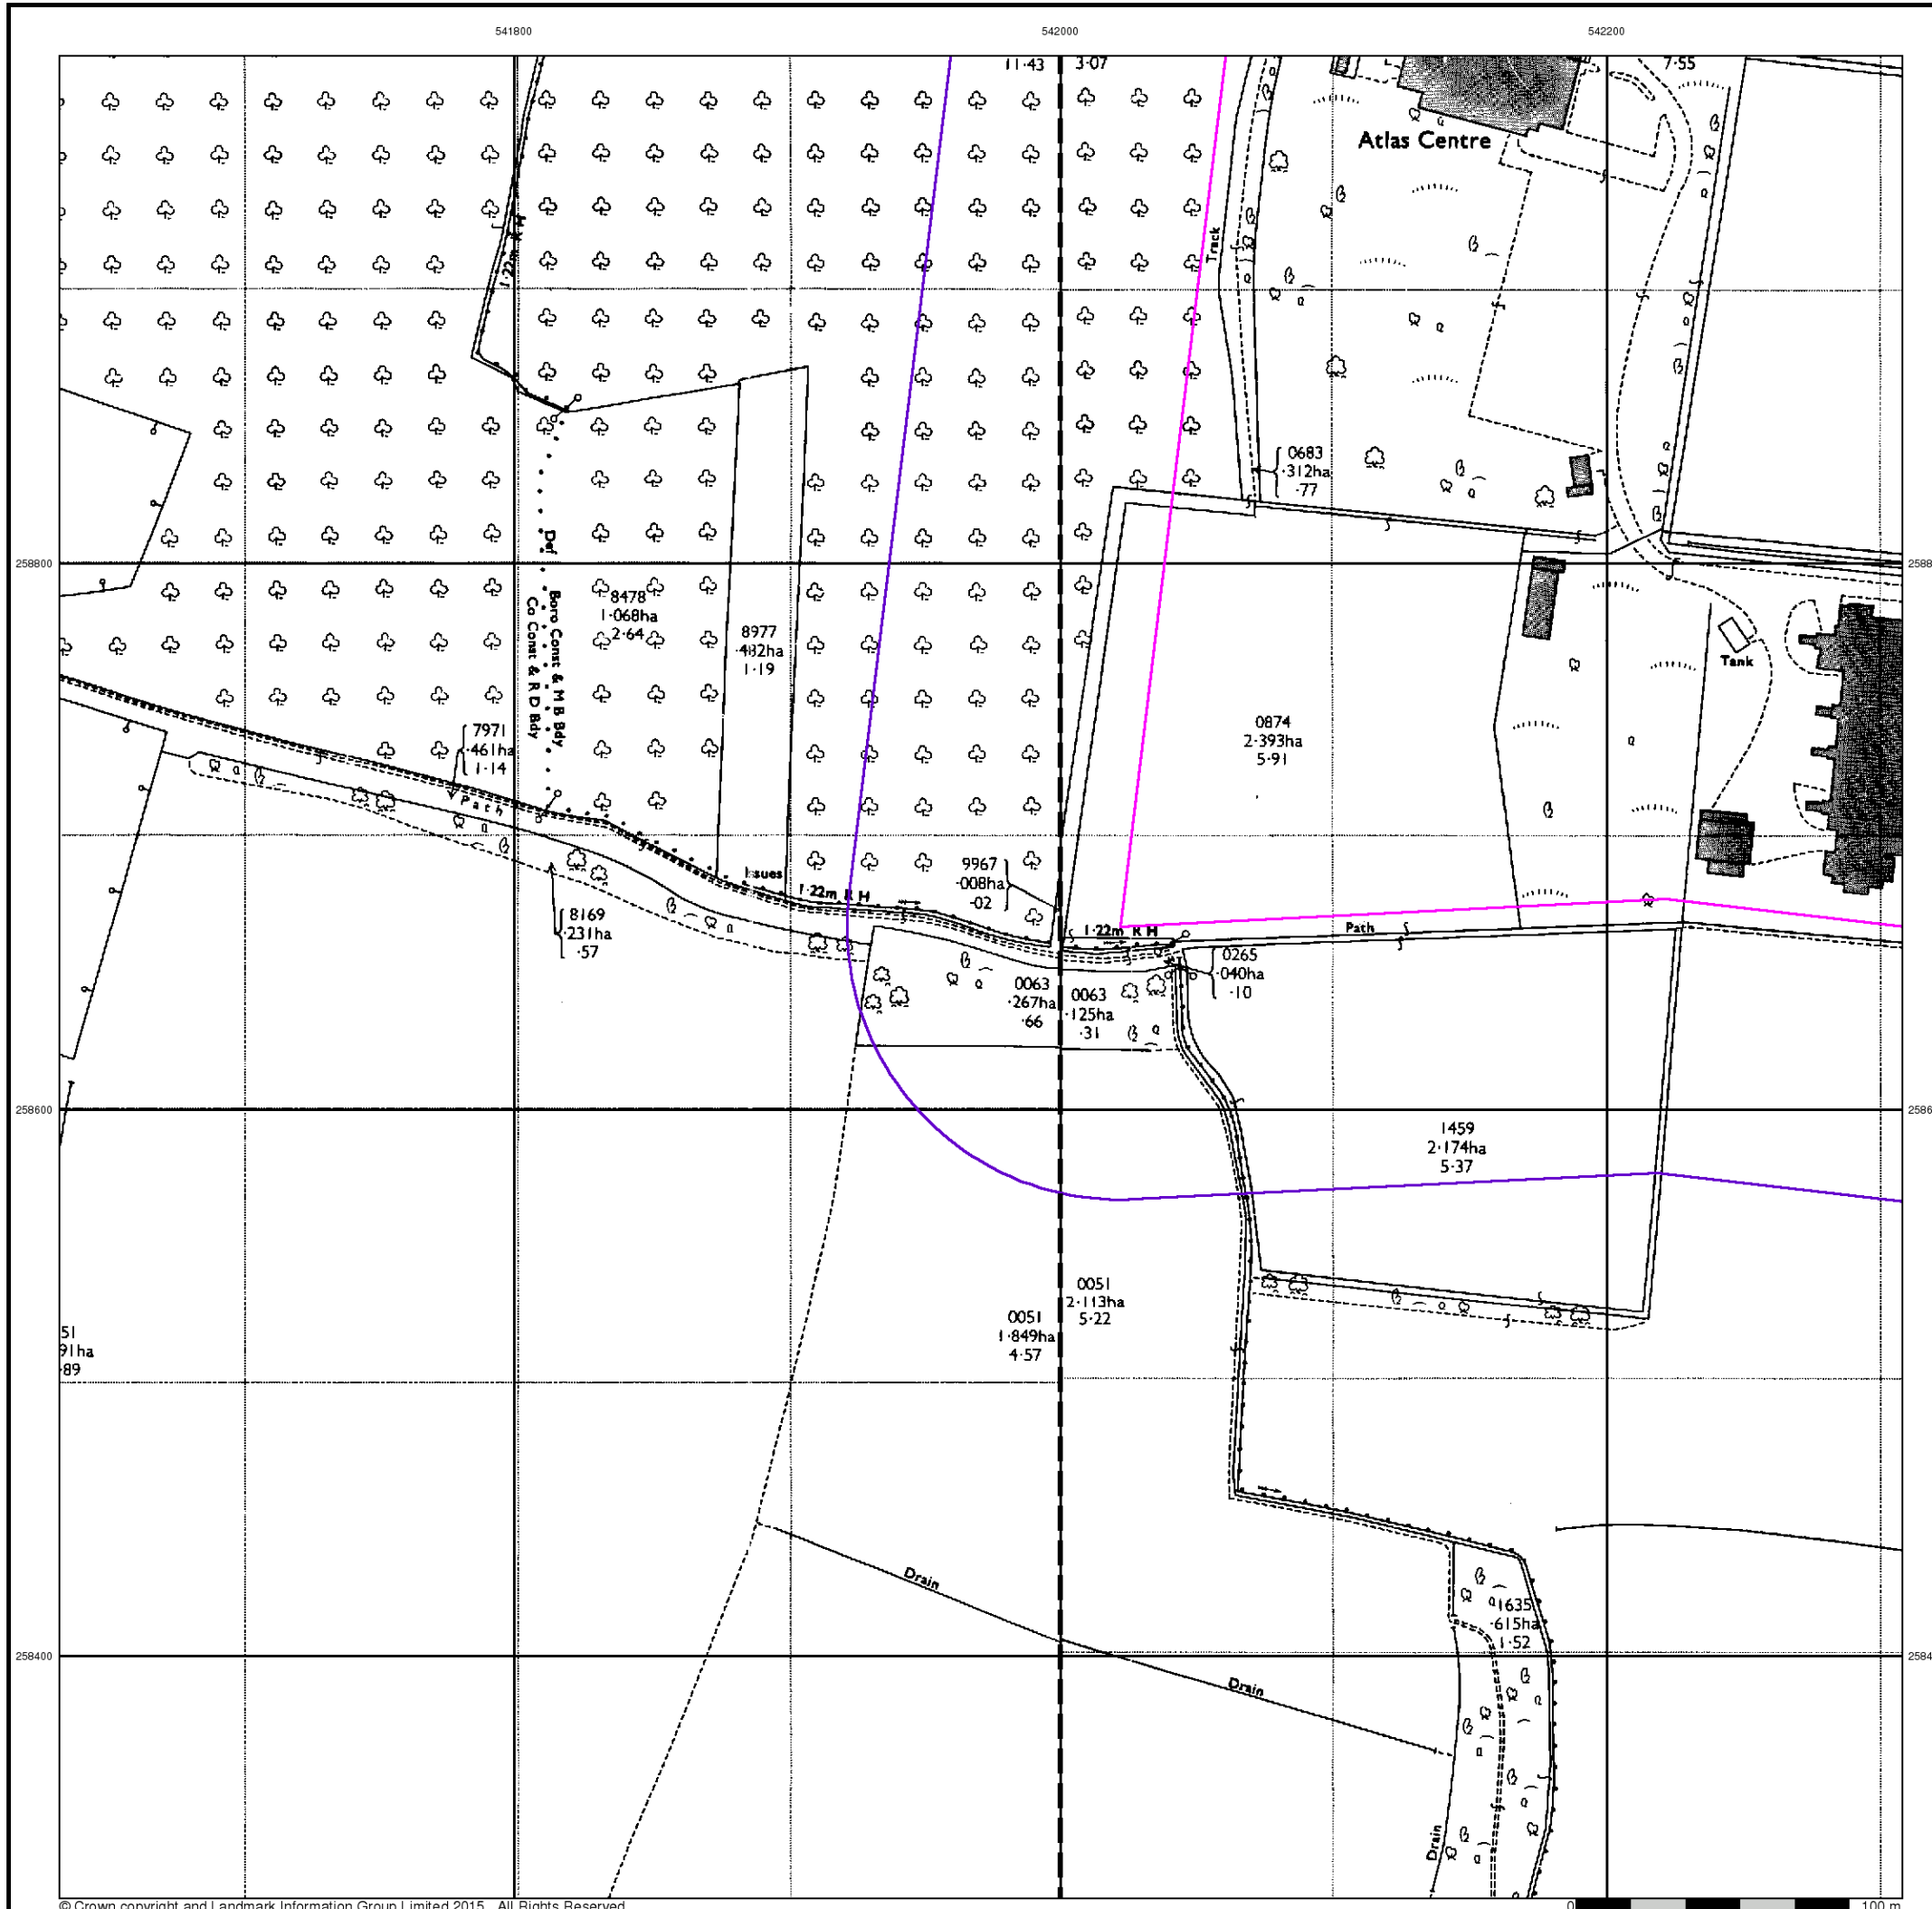 541800
542000
542200
11·43
3·07
7·55
Atlas Centre
1·22m R H
Track
0683
·312ha
·77
258800
Def
Boro Const & M B Bdy
Co Const & R D Bdy
8478
1·068ha
2·64
8977
·482ha
1·19
Tank
0874
2·393ha
5·91
7971
·461ha
1·14
Path
Issues
1·22m R H
9967
·008ha
·02
8169
·231ha
·57
1·22m R H
Path
0265
·040ha
·10
0063
·267ha
·66
0063
·125ha
·31
258600
1459
2·174ha
5·37
0051
2·113ha
5·22
0051
1·849ha
4·57
51
91ha
·89
Drain
1635
·615ha
1·52
258400
Drain
Drain
© Crown copyright and Landmark Information Group Limited 2015. All Rights Reserved.
0
100 m